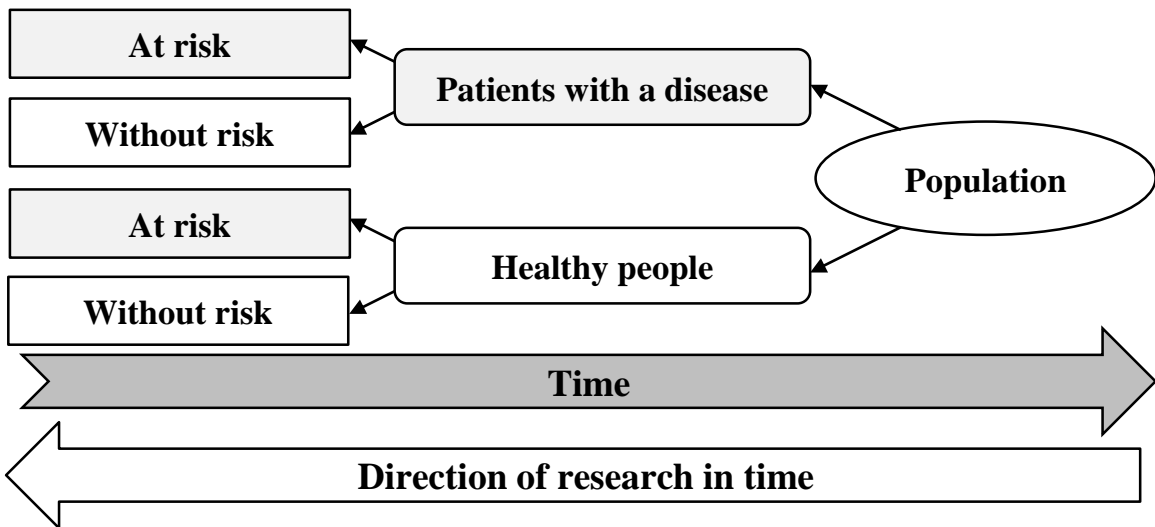 At risk
Patients with a disease
Without risk
Population
At risk
Healthy people
Without risk
Time
Direction of research in time